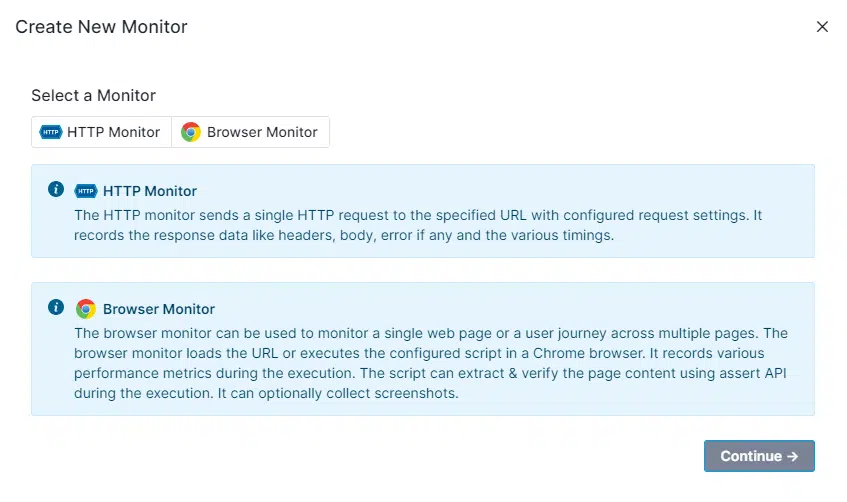 Create New Monitor
Select a Monitor
HTTP HTTP Monitor
Browser Monitor
HTTP HTTP Monitor
The HTTP monitor sends a single HTTP request to the specified URL with configured request settings. It
records the response data like headers, body, error if any and the various timings.
Browser Monitor
The browser monitor can be used to monitor a single web page or a user journey across multiple pages. The
browser monitor loads the URL or executes the configured script in a Chrome browser. It records various
performance metrics during the execution. The script can extract & verify the page content using assert API
during the execution. It can optionally collect screenshots.
Continue →